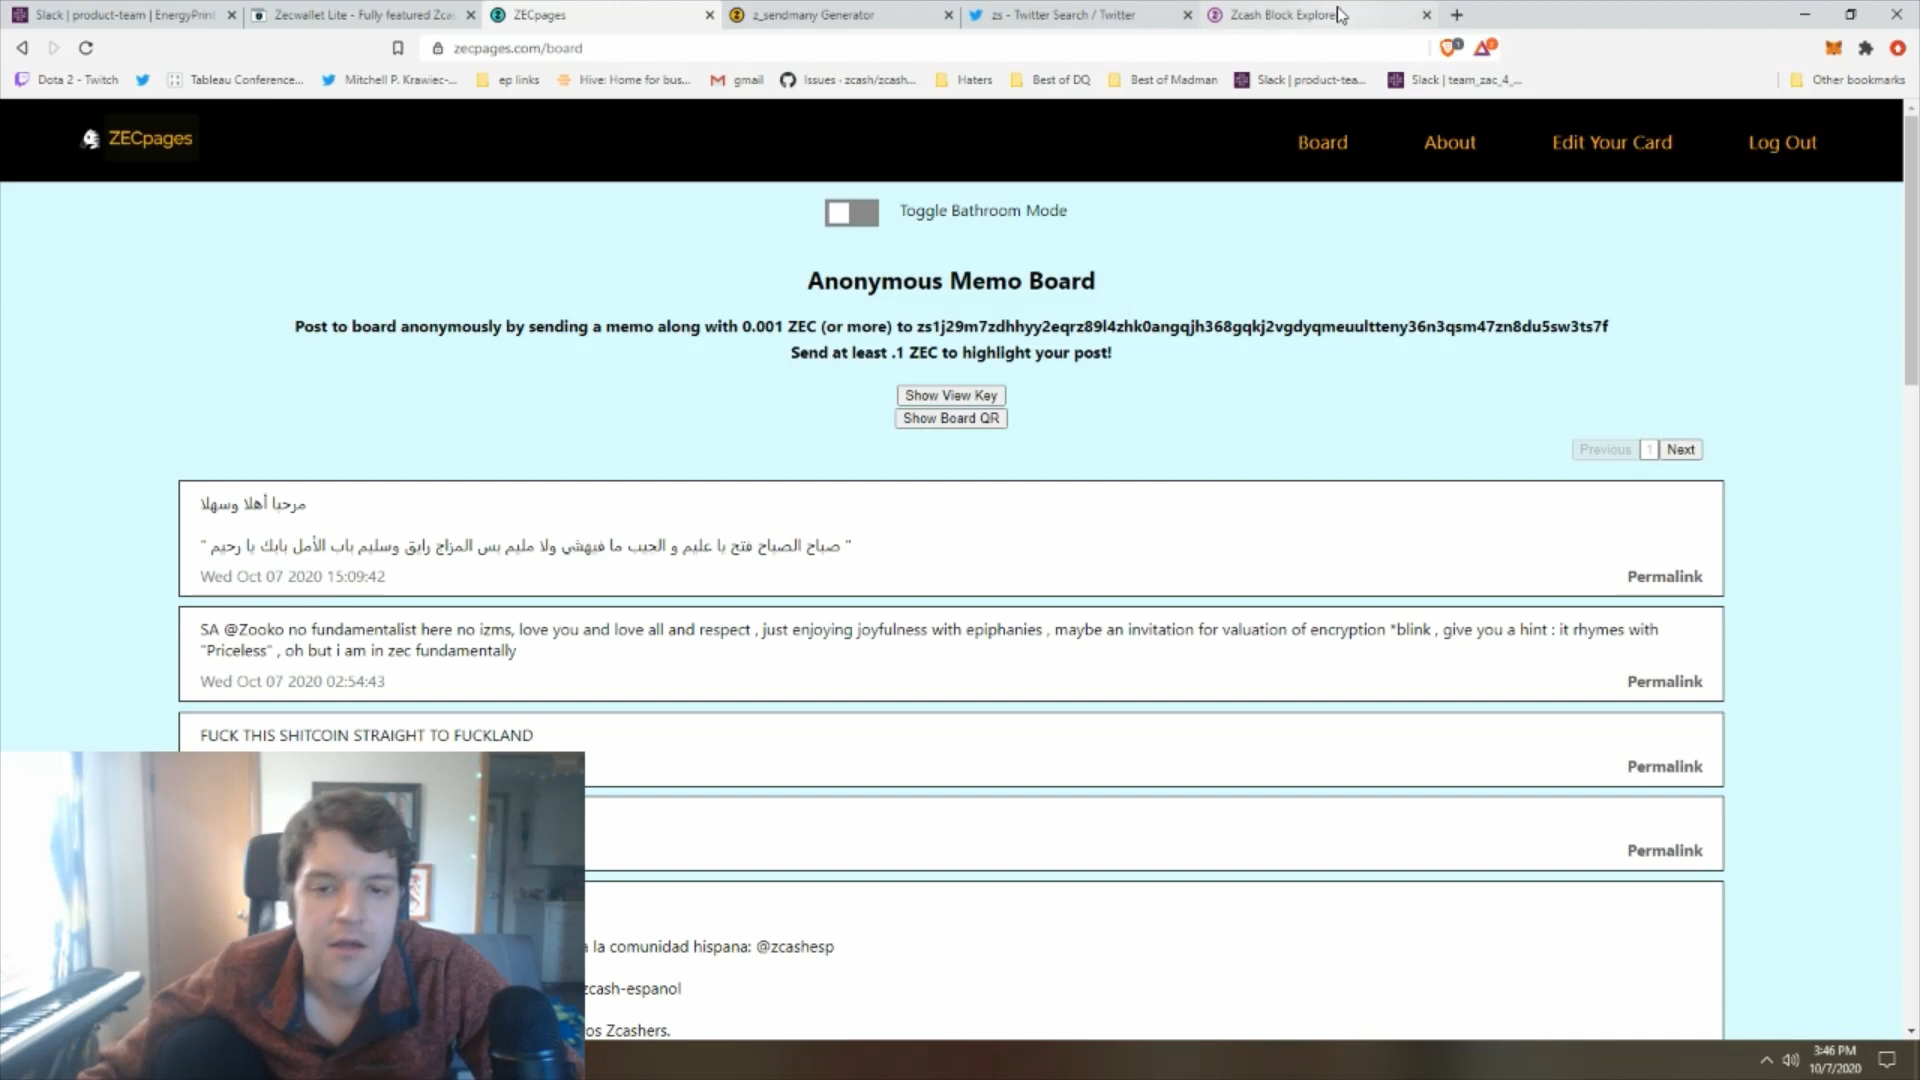 Slack | product-team | EnergyPrint
Zecwallet Lite - Fully featured Zca
ZECpages
z_sendmany Generator
zs - Twitter Search / Twitter
Zcash Block Explorer
zecpages.com/board
Dota 2 - Twitch
Tableau Conference...
Mitchell P. Krawiec-...
ep links
Hive: Home for bus...
gmail
Issues · zcash/zcash...
Haters
Best of DQ
Best of Madman
Slack | product-tea...
Slack | team_zac_4_...
Other bookmarks
ZECpages
Board
About
Edit Your Card
Log Out
Toggle Bathroom Mode
Anonymous Memo Board
Post to board anonymously by sending a memo along with 0.001 ZEC (or more) to zs1j29m7zdhhyy2eqrz89l4zhk0angqjh368gqkj2vgdyqmeuultteny36n3qsm47zn8du5sw3ts7f
Send at least .1 ZEC to highlight your post!
Show View Key
Show Board QR
Previous 1 Next
مرحبا أهلا وسهلا
" صباح الصباح فتح يا عليم و الجيب ما فيهشي ولا مليم بس المزاج رايق وسليم باب الأمل بابك يا رحيم "
Wed Oct 07 2020 15:09:42
Permalink
SA @Zooko no fundamentalist here no izms, love you and love all and respect , just enjoying joyfulness with epiphanies , maybe an invitation for valuation of encryption *blink , give you a hint : it rhymes with
"Priceless" , oh but i am in zec fundamentally
Wed Oct 07 2020 02:54:43
Permalink
FUCK THIS SHITCOIN STRAIGHT TO FUCKLAND
Permalink
Permalink
a la comunidad hispana: @zcashesp
zcash-espanol
os Zcashers.
3:46 PM
10/7/2020